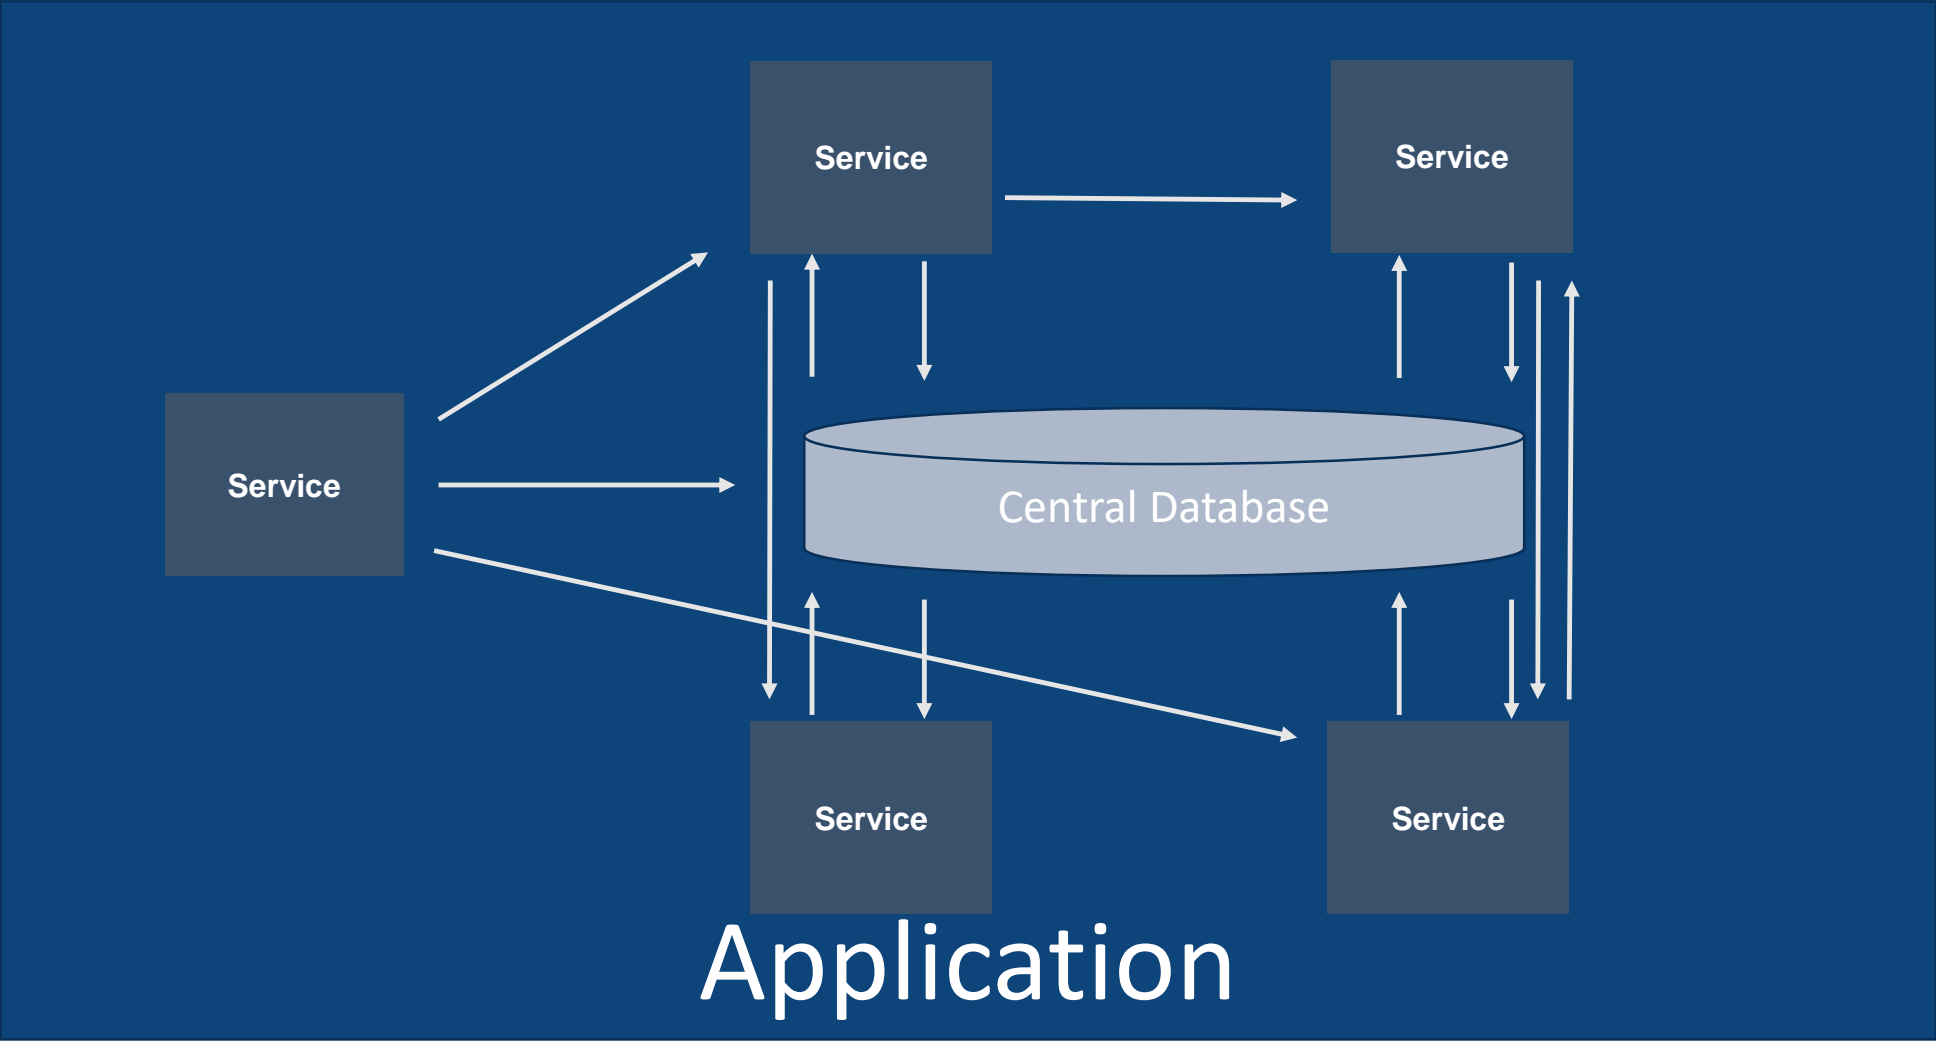 Service
Service
Service
Central Database
Service
Service
Application